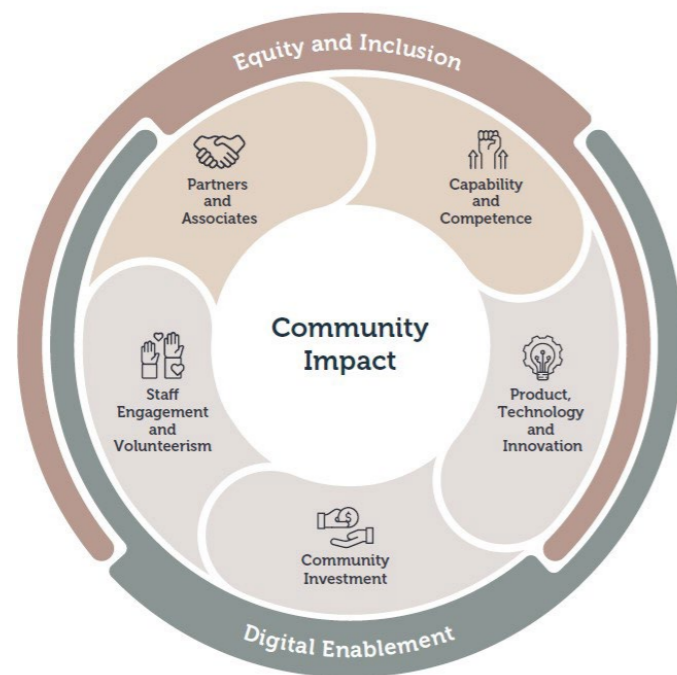 Equity and Inclusion
Partners
and
Associates
Capability
and
Competence
Community
Impact
Staff
Engagement
and
Volunteerism
Product,
Technology
and
Innovation
$
Community
Investment
Digital Enablement